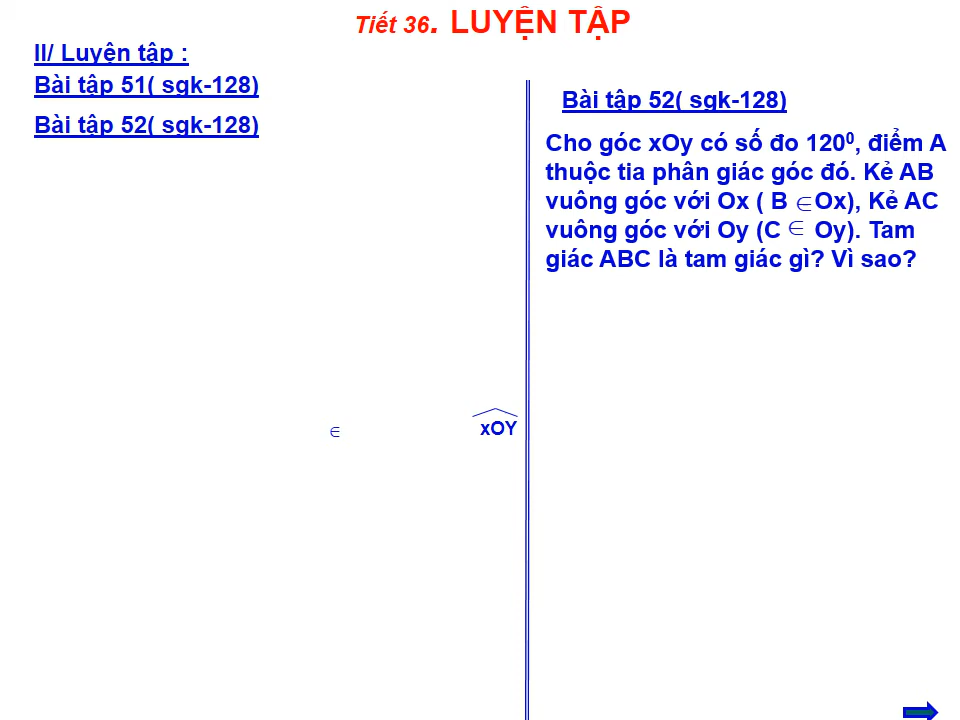 Tiết 36. LUYỆN TẬP
II/ Luyện tập :
Bài tập 51( sgk-128)
Bài tập 52( sgk-128)
∈ xOY
Bài tập 52( sgk-128)
Cho góc xOy có số đo 120⁰, điểm A
thuộc tia phân giác góc đó. Kẻ AB
vuông góc với Ox ( B ∈ Ox), Kẻ AC
vuông góc với Oy (C ∈ Oy). Tam
giác ABC là tam giác gì? Vì sao?